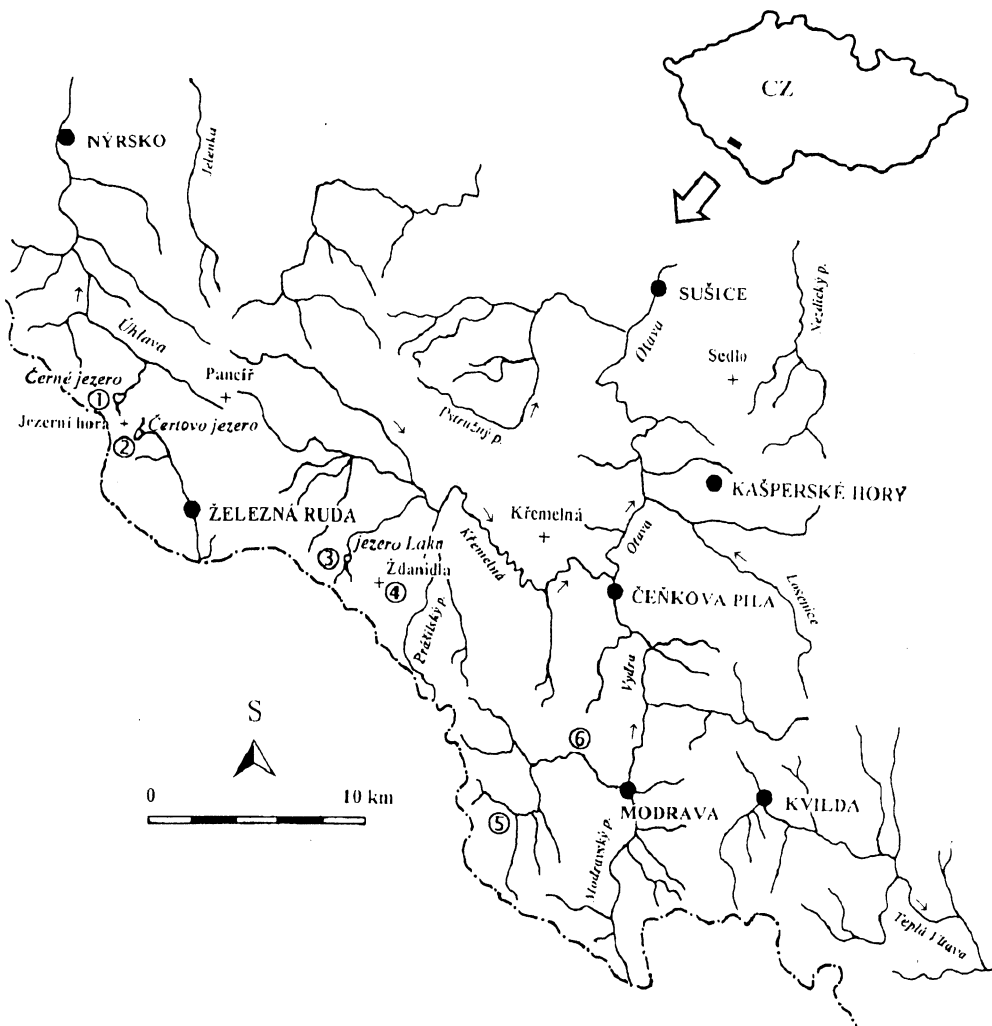 CZ
NÝRSKO
Jelenka
SUŠICE
Otava
Sedlo
Nezdický p.
Úhlava
Pancíř
Černé jezero
①
Jezerní hora
Čertovo jezero
②
Pstružný p.
KAŠPERSKÉ HORY
ŽELEZNÁ RUDA
Křemelná
Křemelná
Otava
jezero Laka
③
Ždanidla
④
ČEŇKOVA PILA
Losenice
Prášilský p.
Vydra
S
⑥
0 10 km
MODRAVA
KVILDA
⑤
Modravský p.
Teplá Vltava